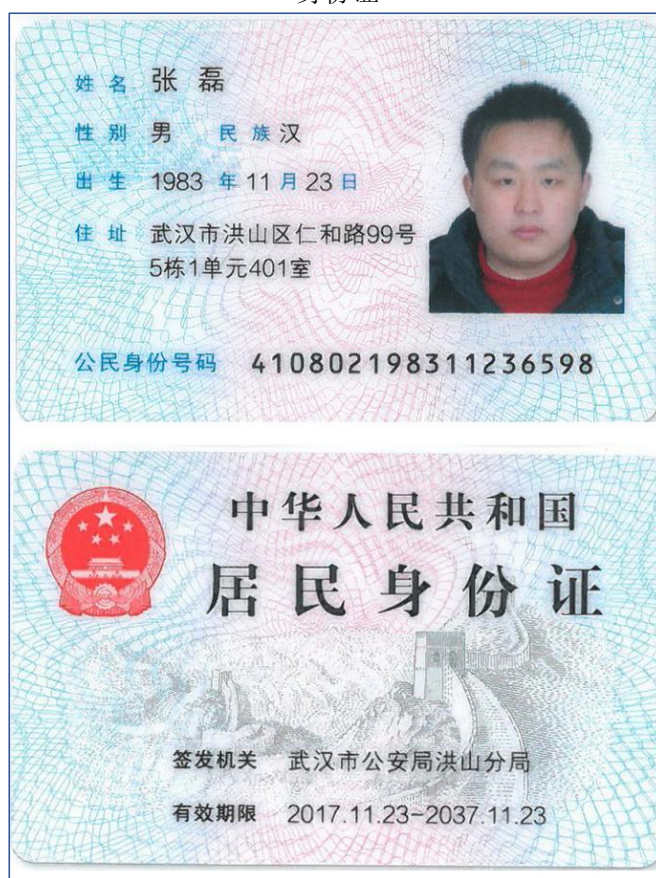 身份证
姓名 张磊
性别 男 民族 汉
出生 1983 年 11 月 23 日
住址 武汉市洪山区仁和路99号
5栋1单元401室
公民身份号码 410802198311236598
中华人民共和国
居民身份证
签发机关 武汉市公安局洪山分局
有效期限 2017.11.23-2037.11.23